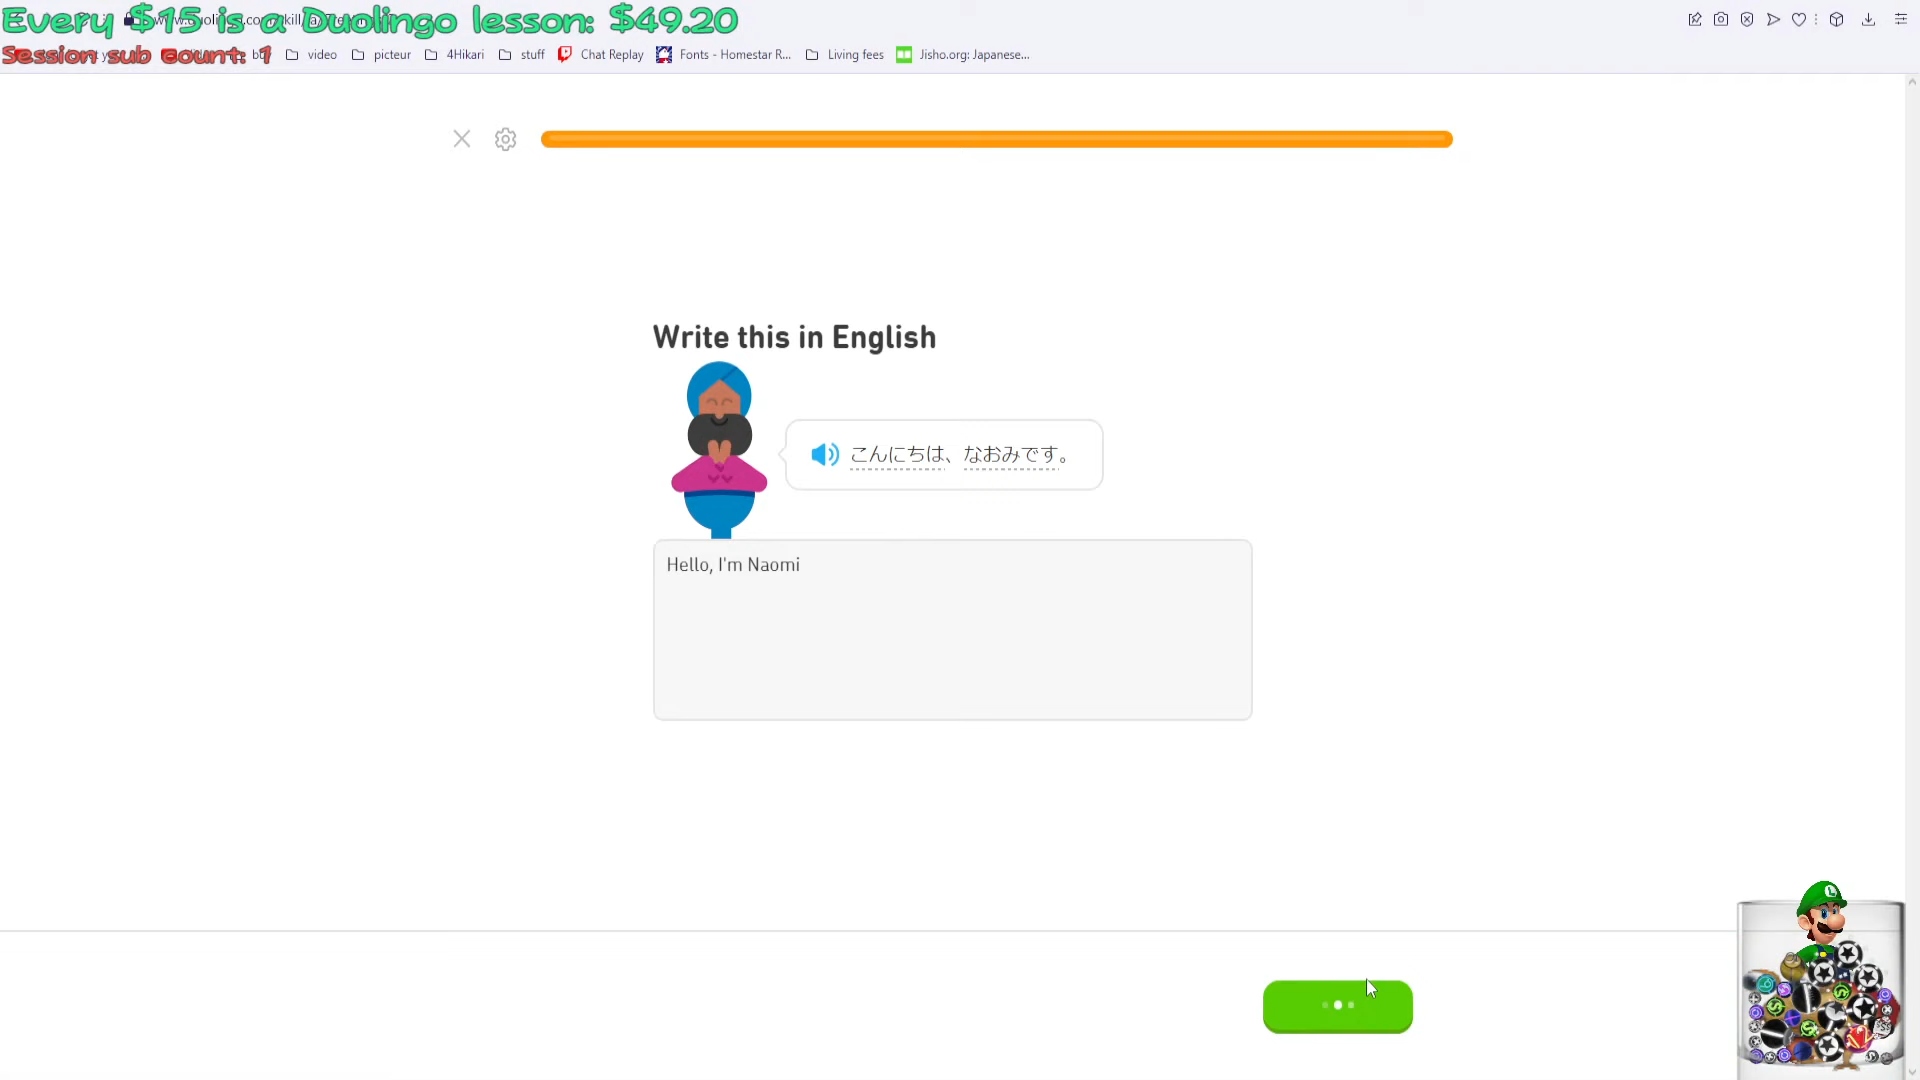 Every $15 is a Duolingo lesson: $49.20
Session sub count: 1
video
picteur
4Hikari
stuff
Chat Replay
Fonts - Homestar R...
Living fees
Jisho.org: Japanese...
Write this in English
こんにちは、なおみです。
Hello, I'm Naomi